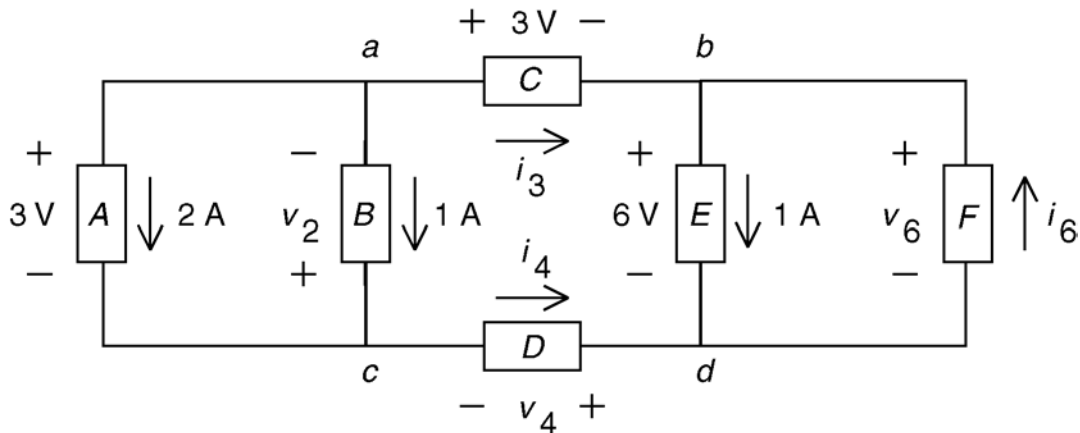 + 3 V −
a b
C
i3
+ − + +
3 V A 2 A v2 B 1 A 6 V E 1 A v6 F i6
− + − −
i4
D
c d
− v4 +